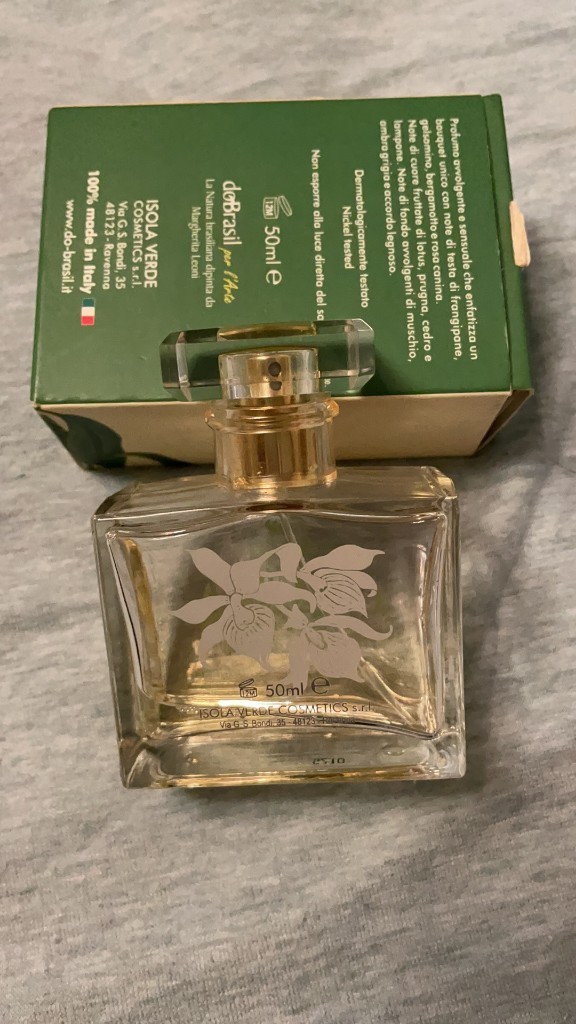 Profumo avvolgente e sensuale che enfatizza un
bouquet unico con note di testa di frangipane,
gelsomino, bergamotto e rosa canina.
Note di cuore fruttate di lotus, prugna, cedro e
lampone. Note di fondo avvolgenti di muschio,
ambra grigia e accordo legnoso.
Dermatologicamente testato
Nickel tested
Non esporre alla luce diretta del
12M 50ml e
doBrasil per l'Arte
La Natura brasiliana dipinta da
Margherita Leoni
ISOLA VERDE
COSMETICS s.r.l.
Via G.S. Bondi, 35
48123 - Ravenna
100% made in Italy
www.do-brasil.it
12M 50ml e
ISOLA VERDE COSMETICS s.r.l.
Via G.S. Bondi, 35 - 48123